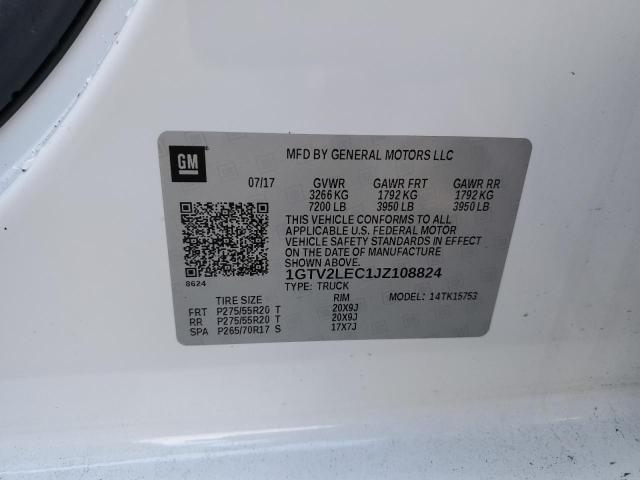 GM MFD BY GENERAL MOTORS LLC
07/17 GVWR GAWR FRT GAWR RR
3266 KG 1792 KG 1792 KG
7200 LB 3950 LB 3950 LB
THIS VEHICLE CONFORMS TO ALL
APPLICABLE U.S. FEDERAL MOTOR
VEHICLE SAFETY STANDARDS IN EFFECT
ON THE DATE OF MANUFACTURE SHOWN ABOVE.
1GTV2LEC1JZ108824
8624 TYPE: TRUCK MODEL: 14TK15753
TIRE SIZE RIM
FRT P275/55R20 T 20X9J
RR P275/55R20 T 20X9J
SPA P265/70R17 S 17X7J